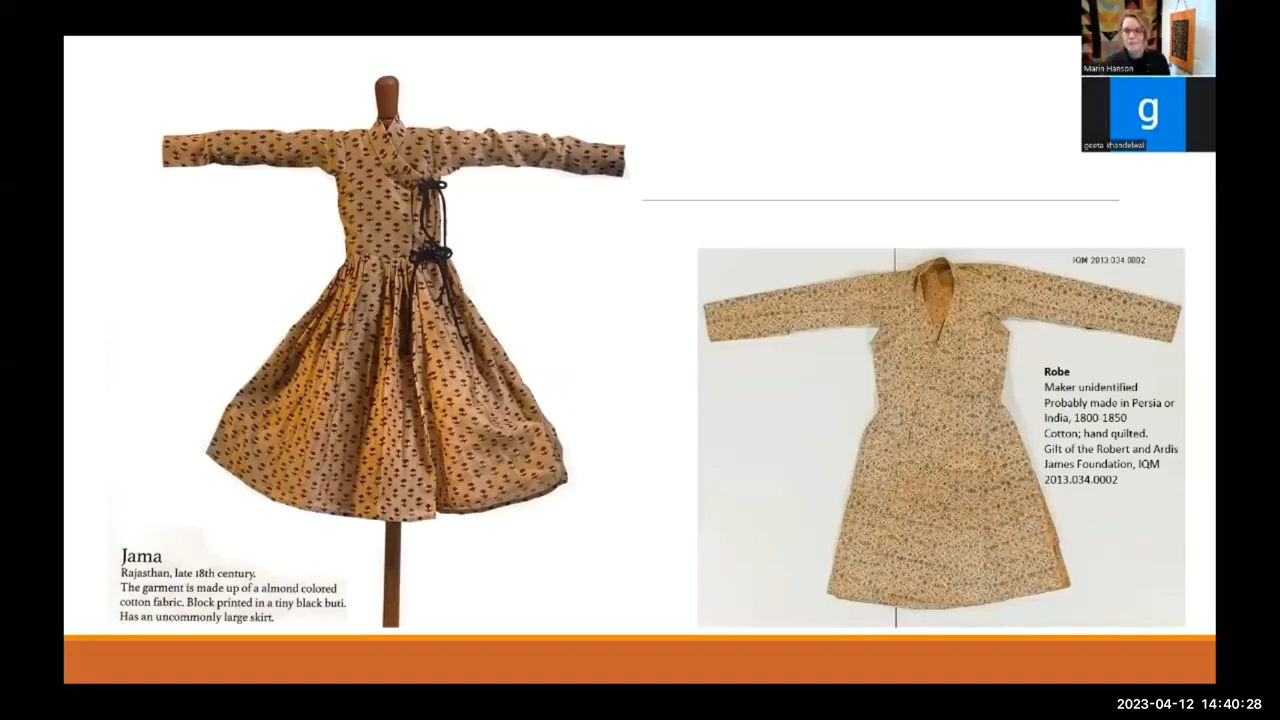 Marin Hanson
g
geeta khandelwal
IQM 2013.034.0002
Robe
Maker unidentified
Probably made in Persia or
India, 1800-1850
Cotton; hand quilted.
Gift of the Robert and Ardis
James Foundation, IQM
2013.034.0002
Jama
Rajasthan, late 18th century.
The garment is made up of a almond colored
cotton fabric. Block printed in a tiny black buti.
Has an uncommonly large skirt.
2023-04-12 14:40:28